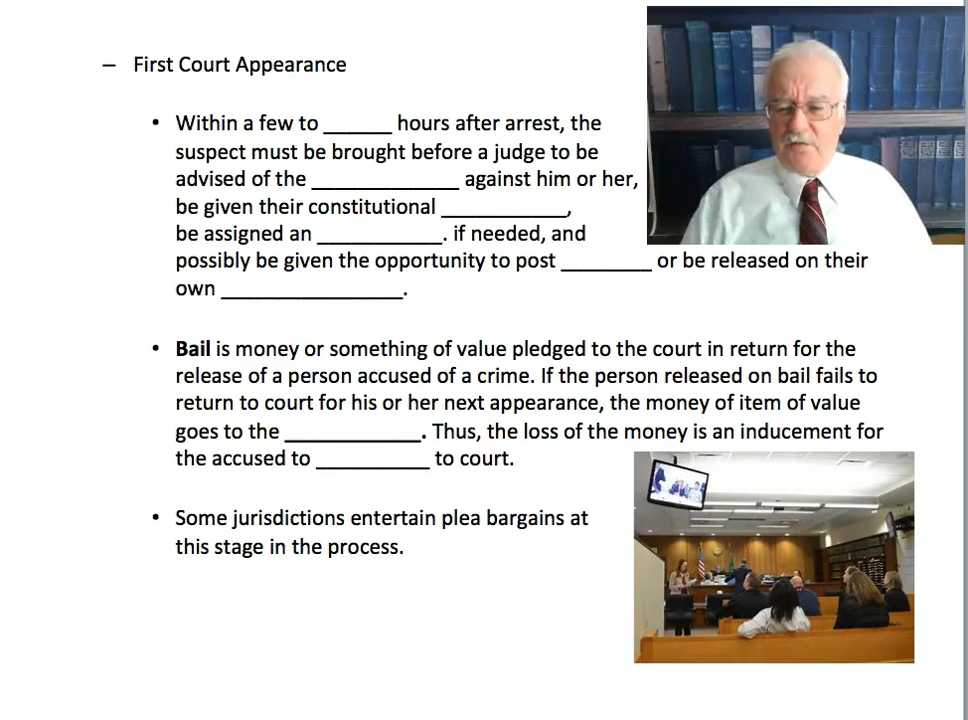 – First Court Appearance
• Within a few to ______ hours after arrest, the
suspect must be brought before a judge to be
advised of the _____________ against him or her,
be given their constitutional ___________,
be assigned an ___________. if needed, and
possibly be given the opportunity to post ________ or be released on their
own ________________.
• Bail is money or something of value pledged to the court in return for the
release of a person accused of a crime. If the person released on bail fails to
return to court for his or her next appearance, the money of item of value
goes to the ____________. Thus, the loss of the money is an inducement for
the accused to __________ to court.
• Some jurisdictions entertain plea bargains at
this stage in the process.